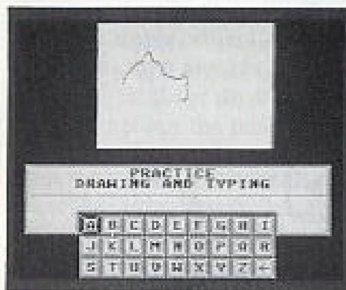 PRACTICE
DRAWING AND TYPING
A B C D E F G H I
J K L M N O P Q R
S T U V W X Y Z ←